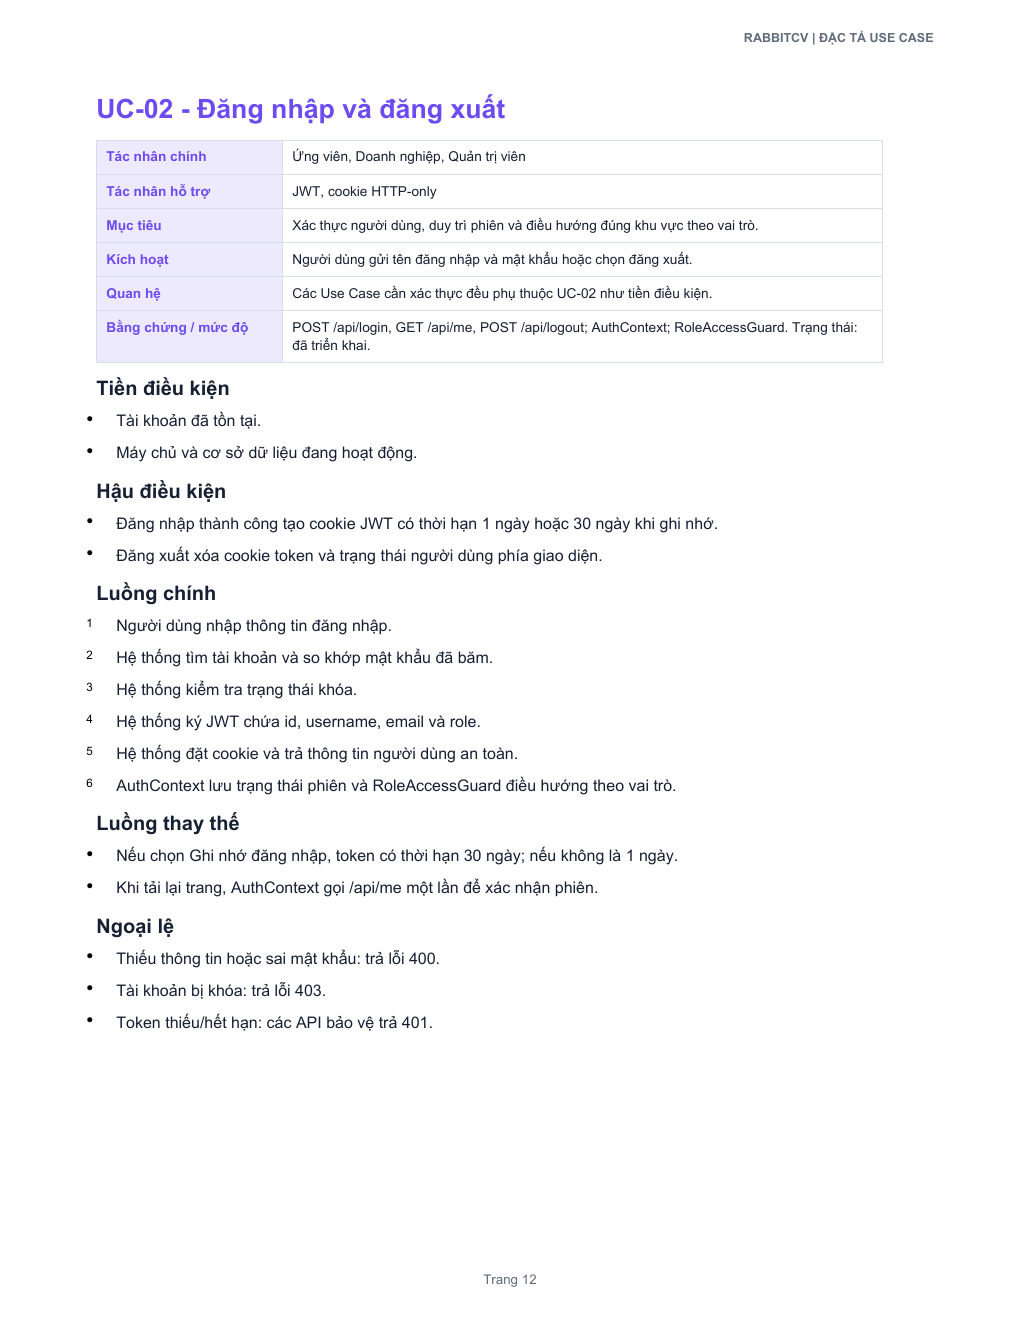 RABBITCV | ĐẶC TẢ USE CASE
UC-02 - Đăng nhập và đăng xuất
Tác nhân chính Ứng viên, Doanh nghiệp, Quản trị viên
Tác nhân hỗ trợ JWT, cookie HTTP-only
Mục tiêu Xác thực người dùng, duy trì phiên và điều hướng đúng khu vực theo vai trò.
Kích hoạt Người dùng gửi tên đăng nhập và mật khẩu hoặc chọn đăng xuất.
Quan hệ Các Use Case cần xác thực đều phụ thuộc UC-02 như tiền điều kiện.
Bằng chứng / mức độ POST /api/login, GET /api/me, POST /api/logout; AuthContext; RoleAccessGuard. Trạng thái:
đã triển khai.
Tiền điều kiện
• Tài khoản đã tồn tại.
• Máy chủ và cơ sở dữ liệu đang hoạt động.
Hậu điều kiện
• Đăng nhập thành công tạo cookie JWT có thời hạn 1 ngày hoặc 30 ngày khi ghi nhớ.
• Đăng xuất xóa cookie token và trạng thái người dùng phía giao diện.
Luồng chính
1 Người dùng nhập thông tin đăng nhập.
2 Hệ thống tìm tài khoản và so khớp mật khẩu đã băm.
3 Hệ thống kiểm tra trạng thái khóa.
4 Hệ thống ký JWT chứa id, username, email và role.
5 Hệ thống đặt cookie và trả thông tin người dùng an toàn.
6 AuthContext lưu trạng thái phiên và RoleAccessGuard điều hướng theo vai trò.
Luồng thay thế
• Nếu chọn Ghi nhớ đăng nhập, token có thời hạn 30 ngày; nếu không là 1 ngày.
• Khi tải lại trang, AuthContext gọi /api/me một lần để xác nhận phiên.
Ngoại lệ
• Thiếu thông tin hoặc sai mật khẩu: trả lỗi 400.
• Tài khoản bị khóa: trả lỗi 403.
• Token thiếu/hết hạn: các API bảo vệ trả 401.
Trang 12